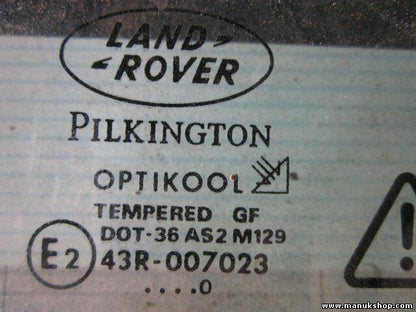 LAND
ROVER
PILKINGTON
OPTIKOOL
TEMPERED GF
DOT-36 AS2 M129
E2 43R-007023
....0
www.manukshop.com